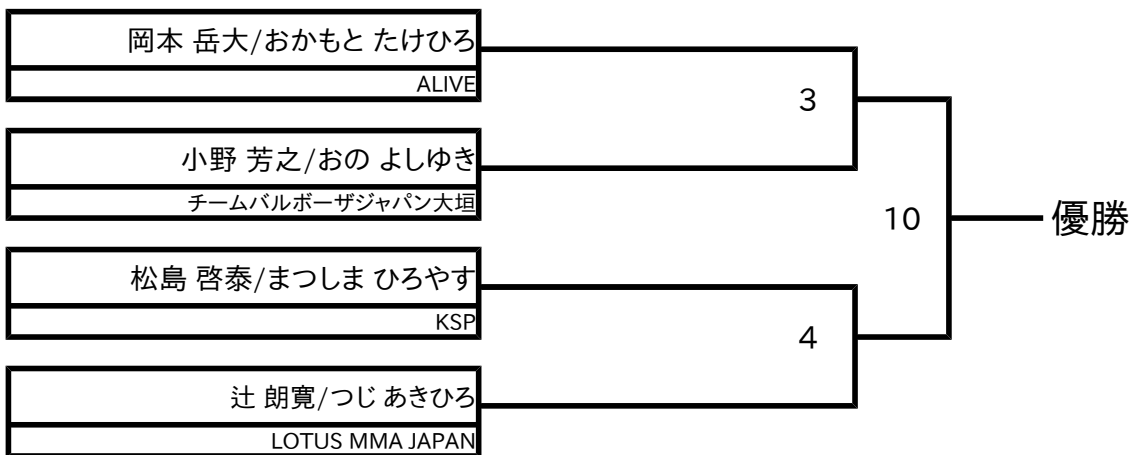 岡本 岳大/おかもと たけひろ
ALIVE
3
小野 芳之/おの よしゆき
チームバルボーザジャパン大垣
10
優勝
松島 啓泰/まつしま ひろやす
KSP
4
辻 朗寛/つじ あきひろ
LOTUS MMA JAPAN